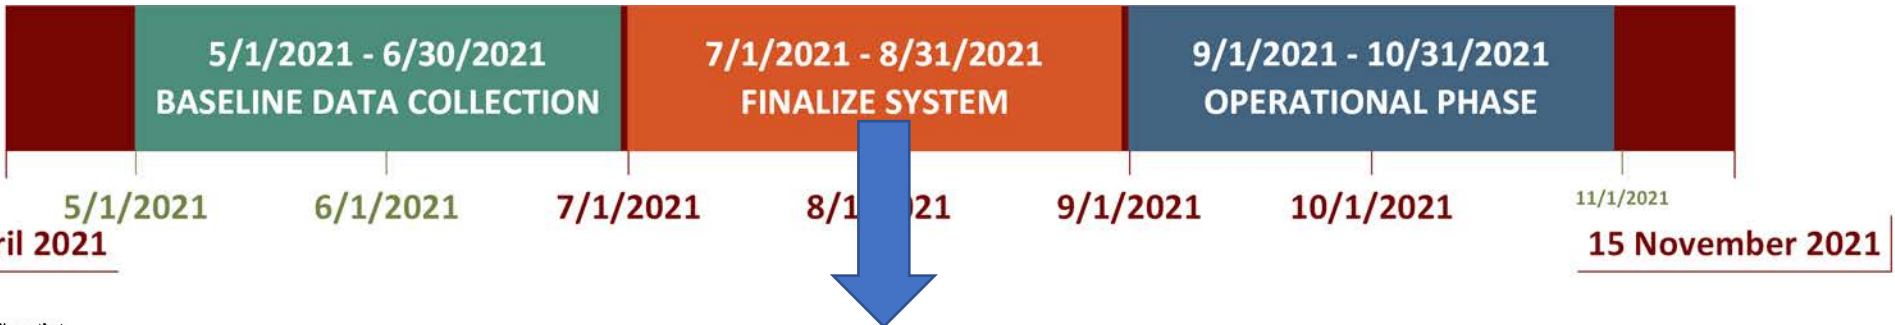 5/1/2021 - 6/30/2021
BASELINE DATA COLLECTION
7/1/2021 - 8/31/2021
FINALIZE SYSTEM
9/1/2021 - 10/31/2021
OPERATIONAL PHASE
5/1/2021
6/1/2021
7/1/2021
9/1/2021
10/1/2021
11/1/2021
2021
15 November 2021